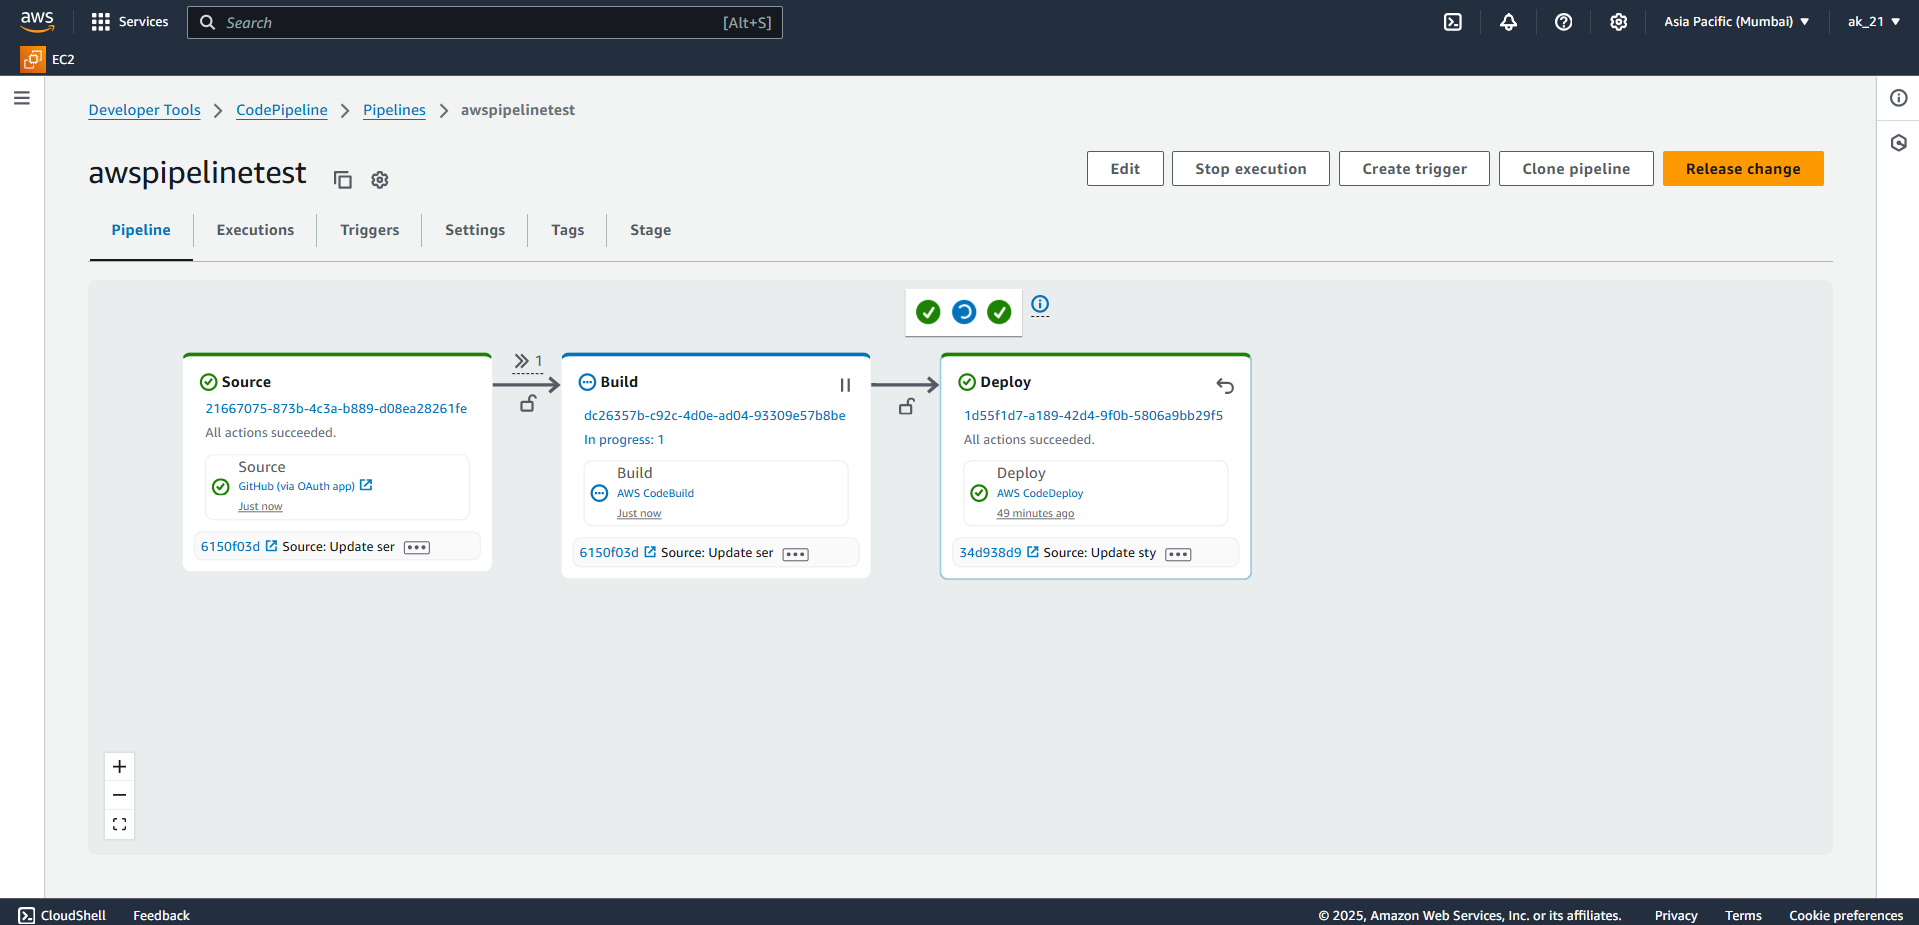 aws
Services
Search
[Alt+S]
Asia Pacific (Mumbai)
ak_21
EC2
Developer Tools
CodePipeline
Pipelines
awspipelinetest
awspipelinetest
Edit
Stop execution
Create trigger
Clone pipeline
Release change
Pipeline
Executions
Triggers
Settings
Tags
Stage
Source
21667075-873b-4c3a-b889-d08ea28261fe
All actions succeeded.
Source
GitHub (via OAuth app)
Just now
6150f03d Source: Update ser
1
Build
dc26357b-c92c-4d0e-ad04-93309e57b8be
In progress: 1
Build
AWS CodeBuild
Just now
6150f03d Source: Update ser
Deploy
1d55f1d7-a189-42d4-9f0b-5806a9bb29f5
All actions succeeded.
Deploy
AWS CodeDeploy
49 minutes ago
34d938d9 Source: Update sty
CloudShell
Feedback
© 2025, Amazon Web Services, Inc. or its affiliates.
Privacy
Terms
Cookie preferences